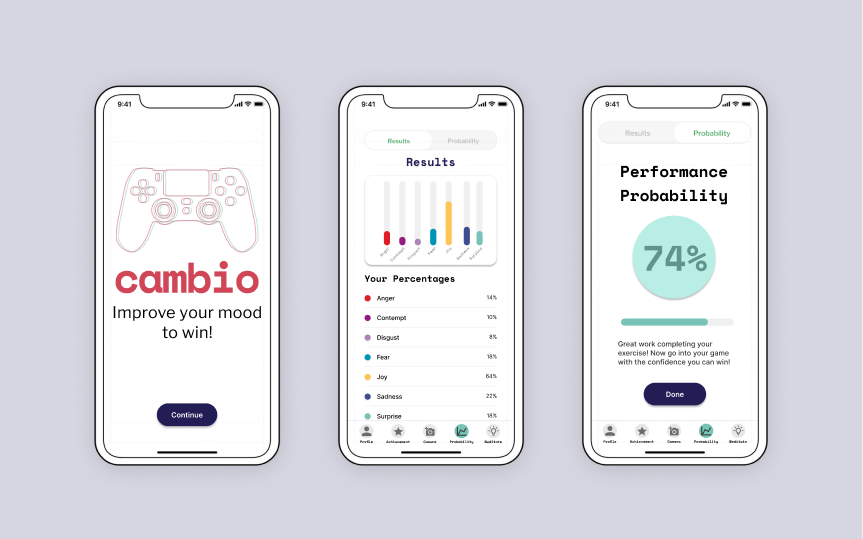 9:41
cambio
Improve your mood
to win!
Continue
9:41
Results
Probability
Results
Anger
Contempt
Disgust
Fear
Joy
Sadness
Surprise
Your Percentages
Anger 14%
Contempt 10%
Disgust 8%
Fear 18%
Joy 64%
Sadness 22%
Surprise 18%
Profile
Achievement
Camera
Probability
Meditate
9:41
Results
Probability
Performance
Probability
74%
Great work completing your
exercise! Now go into your game
with the confidence you can win!
Done
Profile
Achievement
Camera
Probability
Meditate